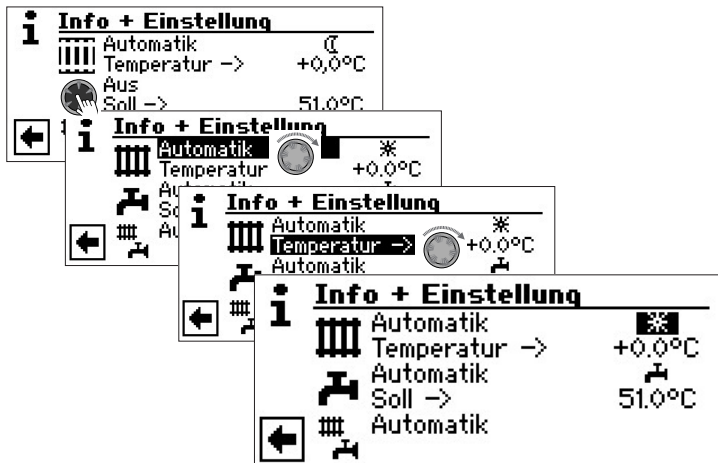 Info + Einstellung
Automatik
Temperatur -> +0,0°C
Aus
Soll -> 51.0°C
Info + Einstellung
Automatik
Temperatur +0.0°C
Info + Einstellung
Automatik
Temperatur -> +0.0°C
Automatik
Info + Einstellung
Automatik
Temperatur -> +0.0°C
Automatik
Soll -> 51.0°C
Automatik